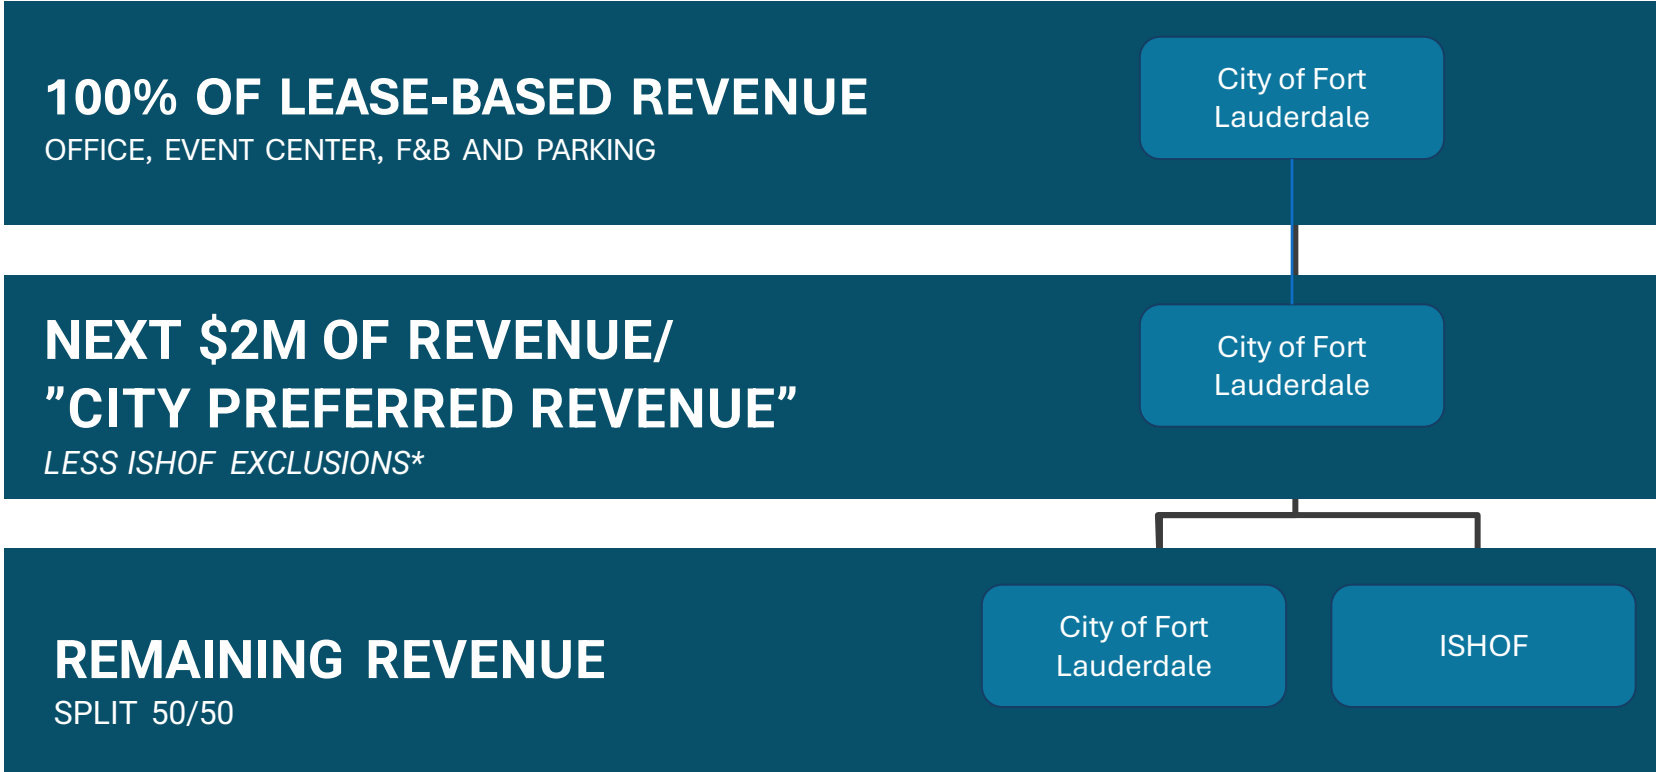 100% OF LEASE-BASED REVENUE
OFFICE, EVENT CENTER, F&B AND PARKING
City of Fort
Lauderdale
NEXT $2M OF REVENUE/
”CITY PREFERRED REVENUE”
LESS ISHOF EXCLUSIONS*
City of Fort
Lauderdale
REMAINING REVENUE
SPLIT 50/50
City of Fort
Lauderdale
ISHOF